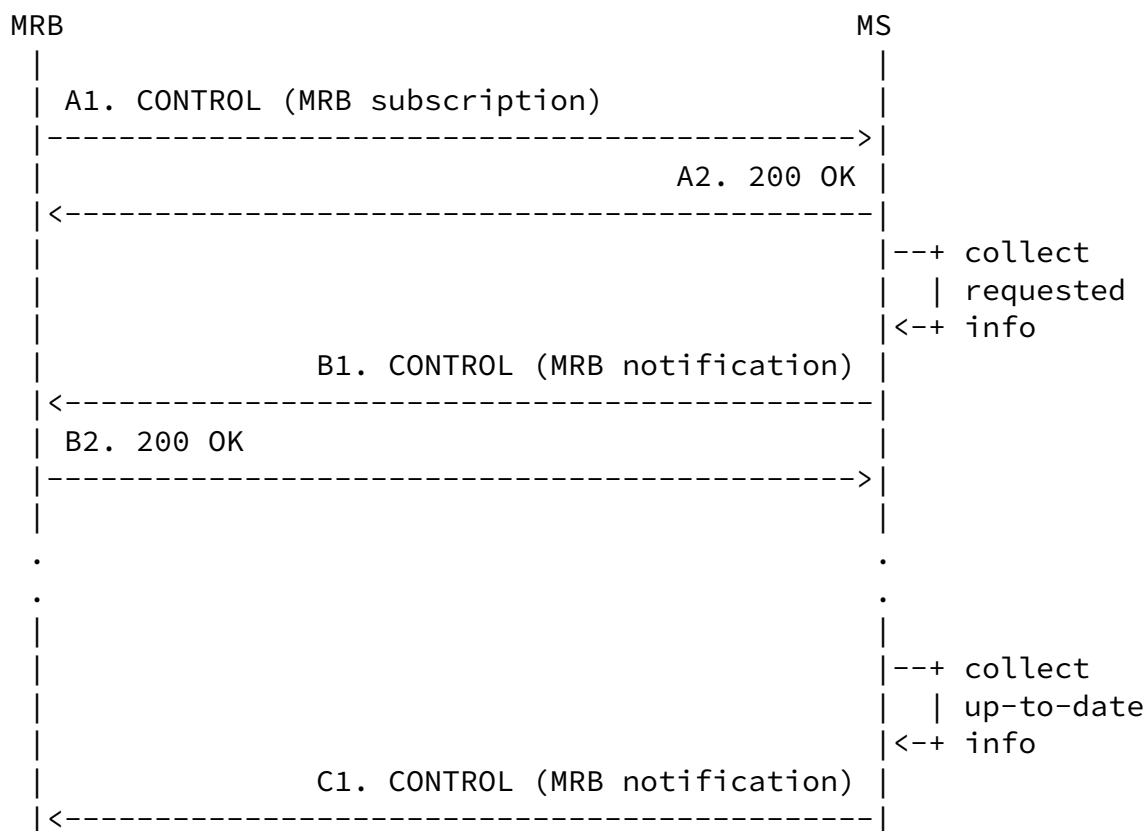 MRB MS
A1. CONTROL (MRB subscription)
A2. 200 OK
collect
requested
info
B1. CONTROL (MRB notification)
B2. 200 OK
collect
up-to-date
info
C1. CONTROL (MRB notification)